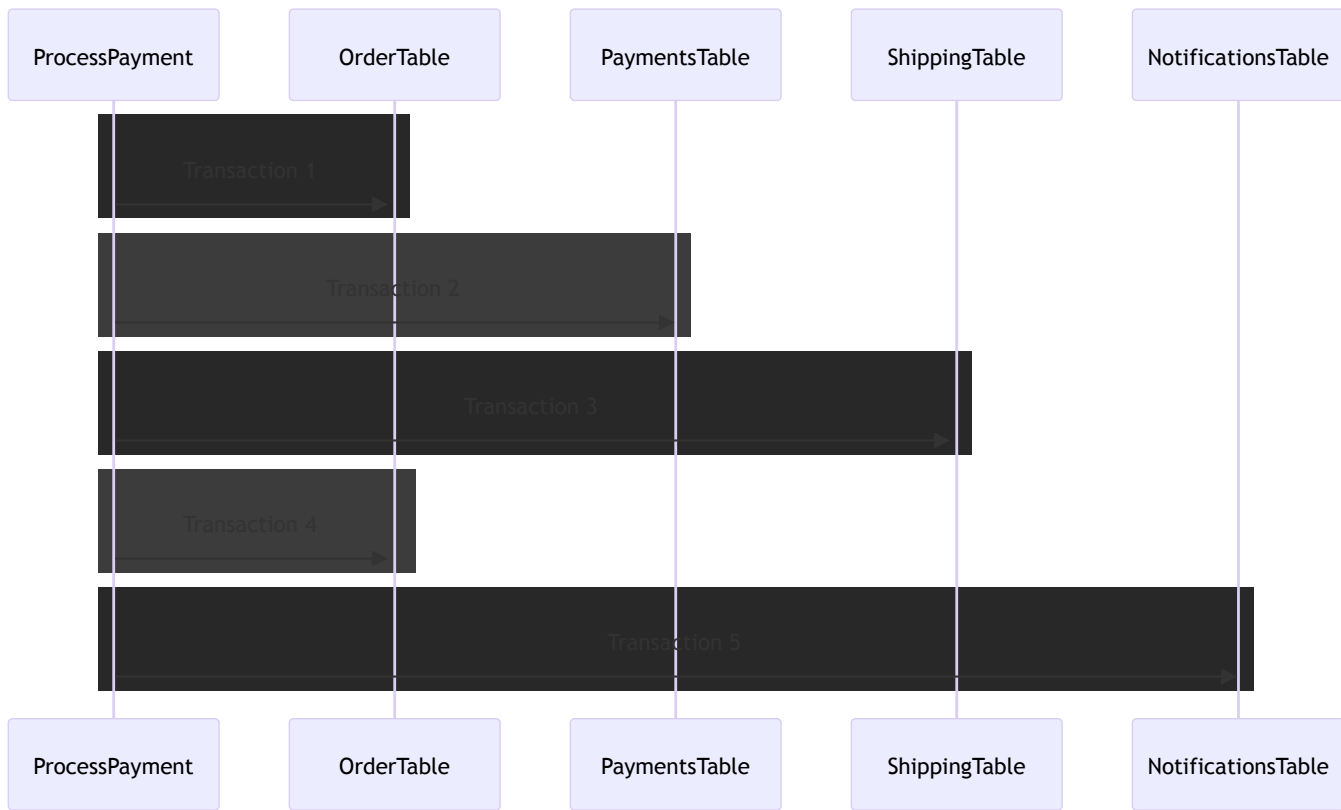 ProcessPayment
OrderTable
PaymentsTable
ShippingTable
NotificationsTable
Transaction 1
Transaction 2
Transaction 3
Transaction 4
Transaction 5
ProcessPayment
OrderTable
PaymentsTable
ShippingTable
NotificationsTable